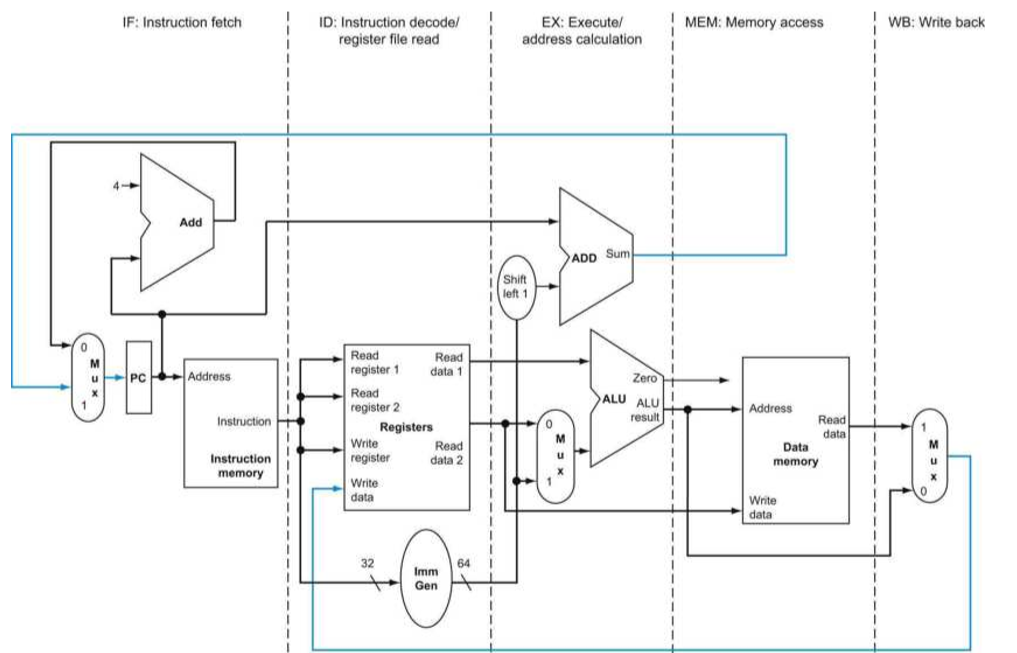 IF: Instruction fetch
ID: Instruction decode/
register file read
EX: Execute/
address calculation
MEM: Memory access
WB: Write back
4
Add
ADD
Sum
Shift
left 1
0
M
u
x
1
PC
Address
Instruction
Instruction
memory
Read
register 1
Read
register 2
Write
register
Write
data
Registers
Read
data 1
Read
data 2
0
M
u
x
1
Zero
ALU
ALU
result
Address
Read
data
Data
memory
Write
data
1
M
u
x
0
32
Imm
Gen
64